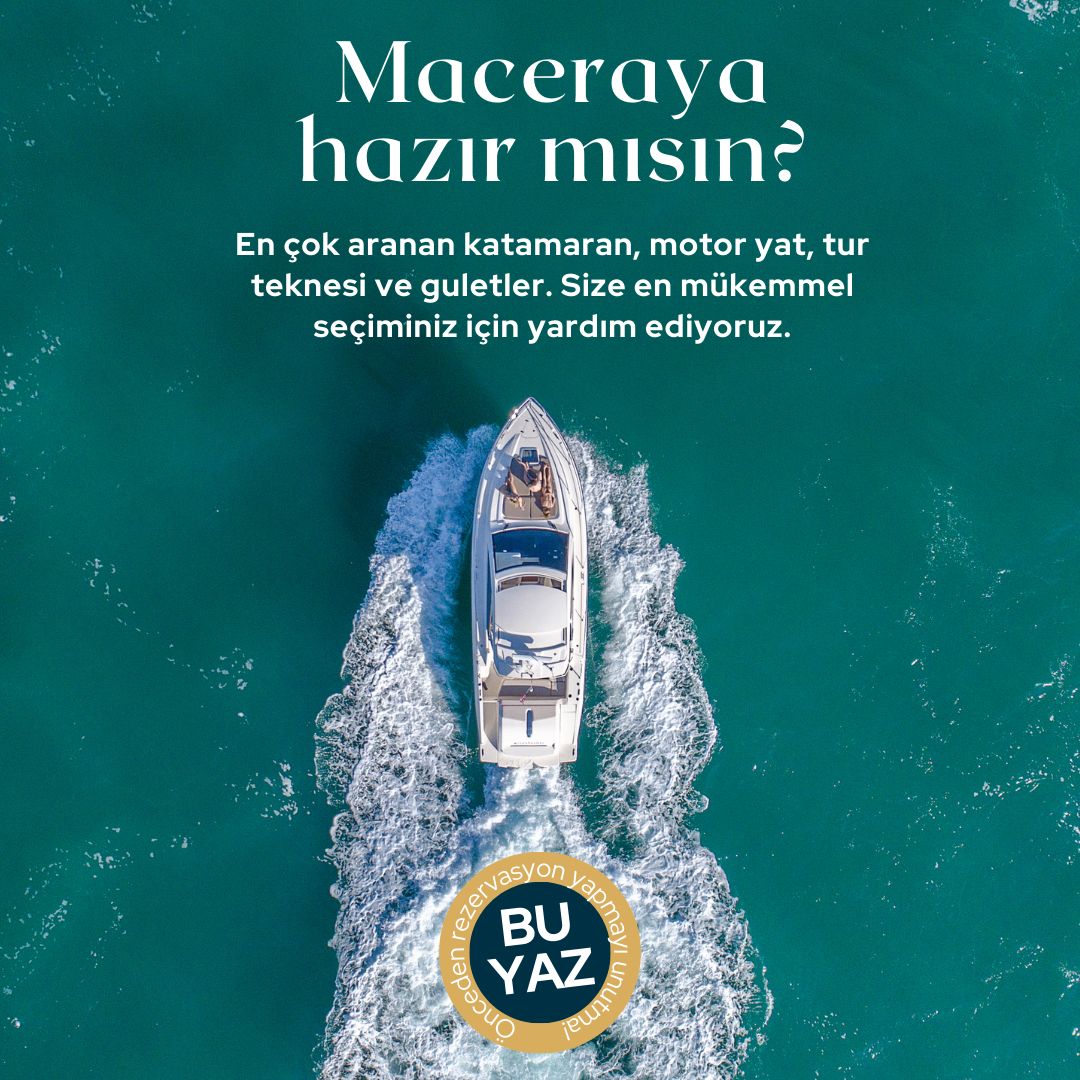 Maceraya
hazır mısın?
En çok aranan katamaran, motor yat, tur
teknesi ve guletler. Size en mükemmel
seçiminiz için yardım ediyoruz.
Önceden rezervasyon yapmayı unutma!
BU
YAZ